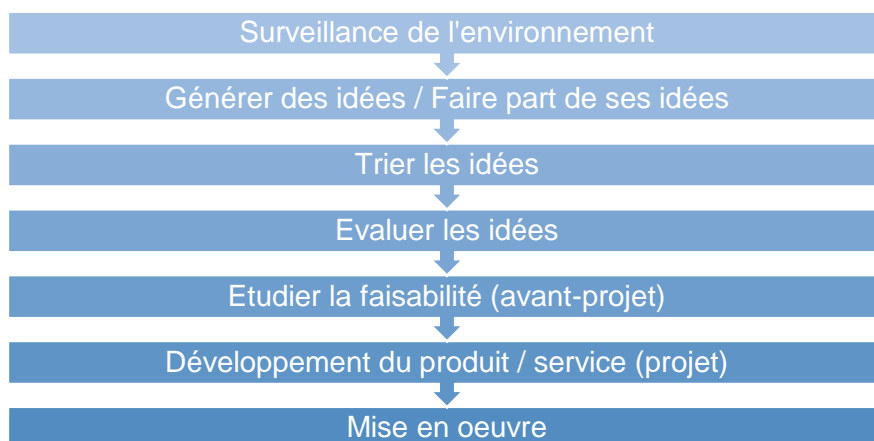 Surveillance de l'environnement
Générer des idées / Faire part de ses idées
Trier les idées
Evaluer les idées
Etudier la faisabilité (avant-projet)
Développement du produit / service (projet)
Mise en oeuvre